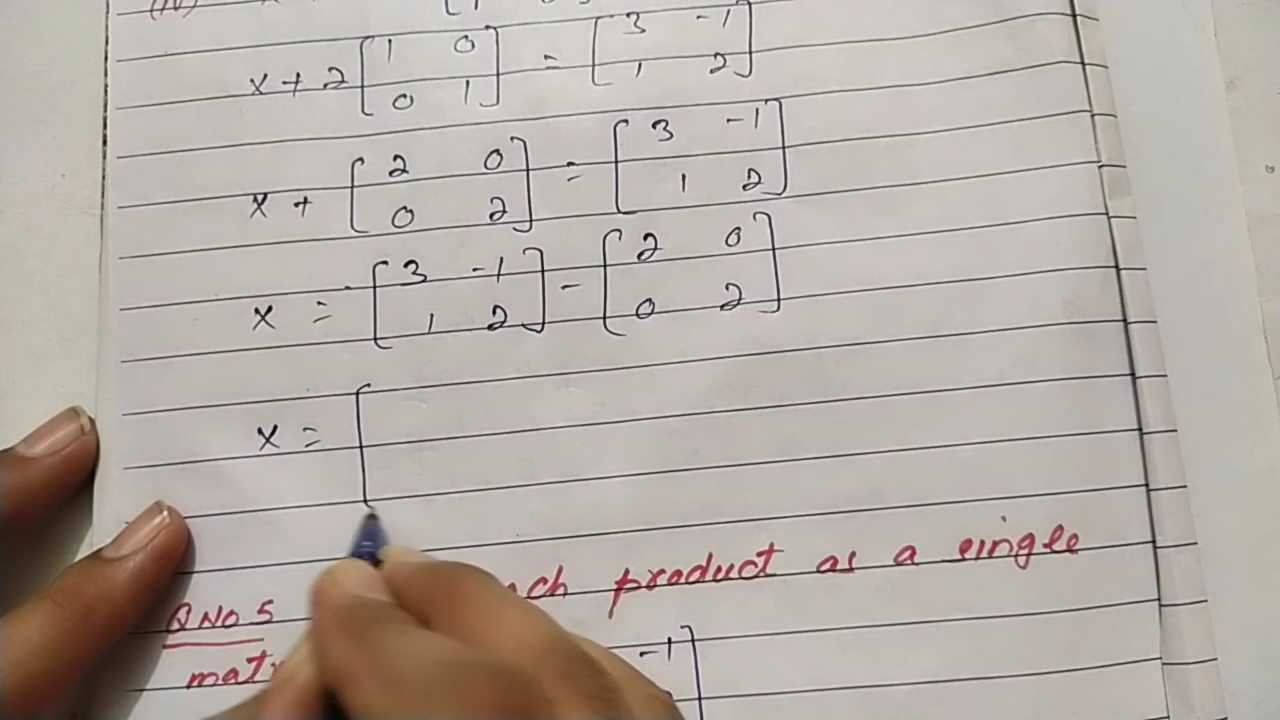 (iv)
x + 2 [1 0 = [3 -1
0 1] 1 2]
x + [2 0 = [3 -1
0 2] 1 2]
x = [3 -1 - [2 0
1 2] 0 2]
x = [
product as a single
Q NO 5
-1]